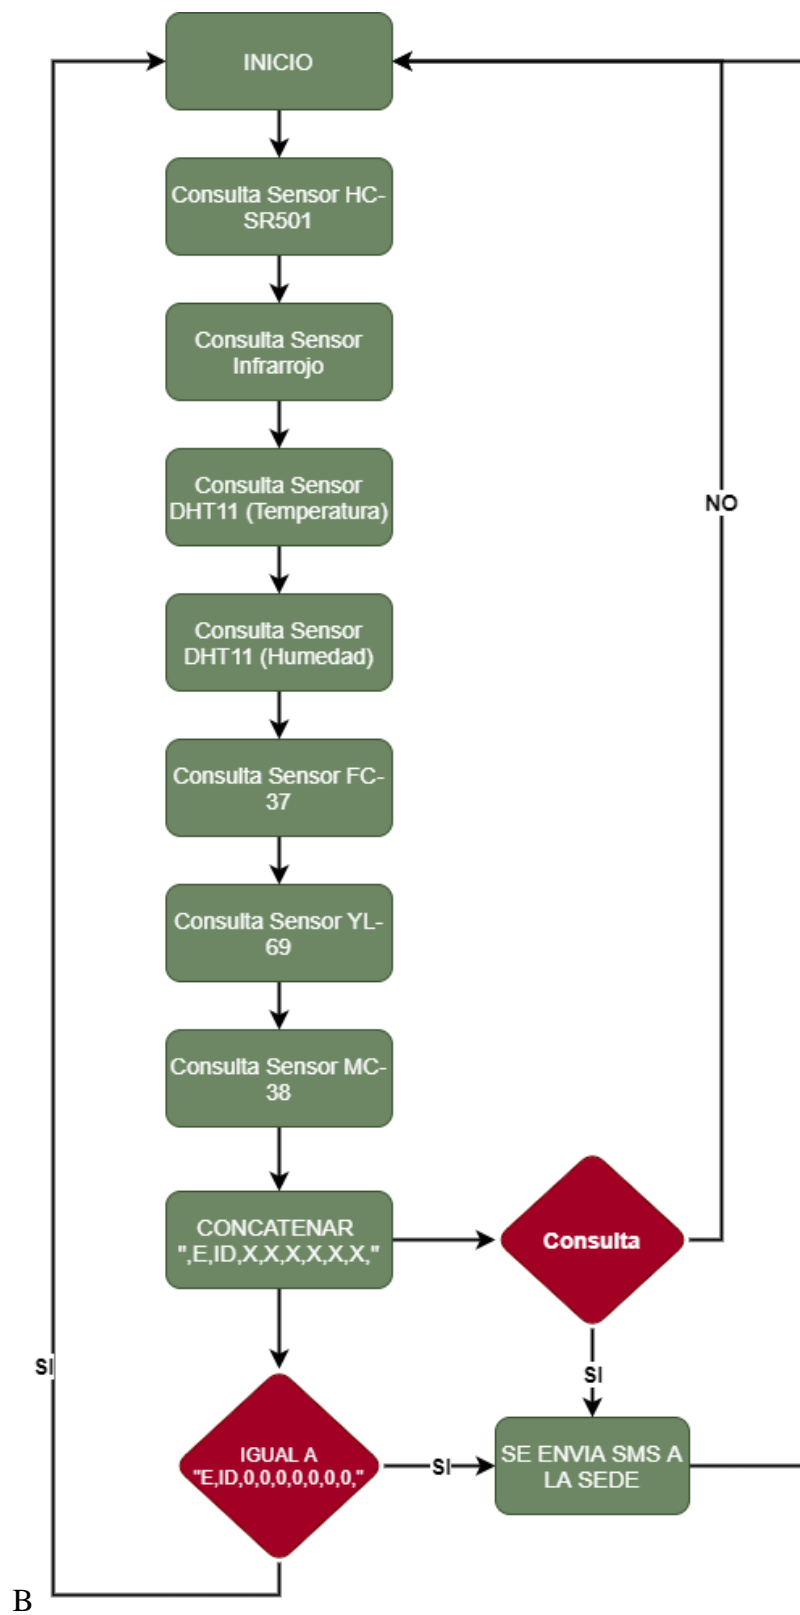 INICIO
Consulta Sensor HC-
SR501
Consulta Sensor
Infrarrojo
Consulta Sensor
DHT11 (Temperatura)
NO
Consulta Sensor
DHT11 (Humedad)
Consulta Sensor FC-
37
Consulta Sensor YL-
69
Consulta Sensor MC-
38
CONCATENAR
",E,ID,X,X,X,X,X,X,"
Consulta
SI
SI
IGUAL A
"E,ID,0,0,0,0,0,0,0,"
SI
SE ENVIA SMS A
LA SEDE
B